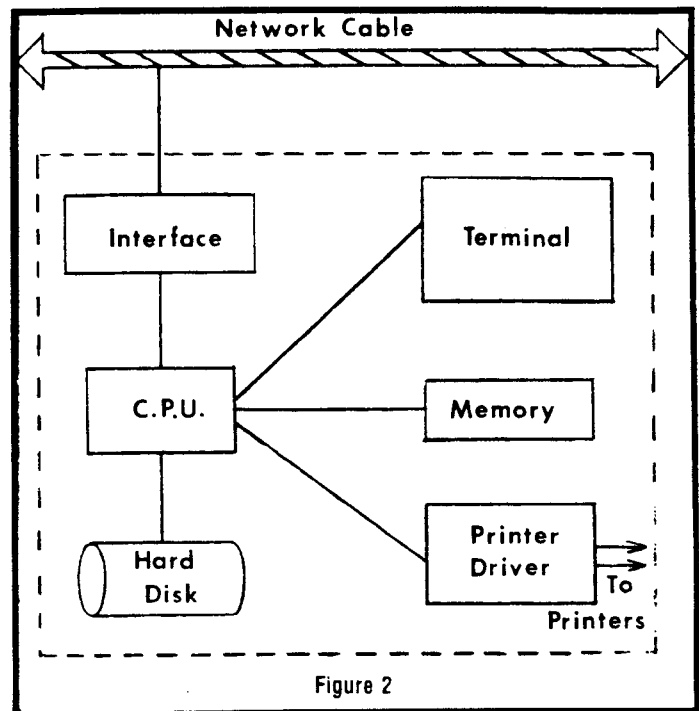 Network Cable
Interface
Terminal
C.P.U.
Memory
Hard
Disk
Printer
Driver
To
Printers
Figure 2